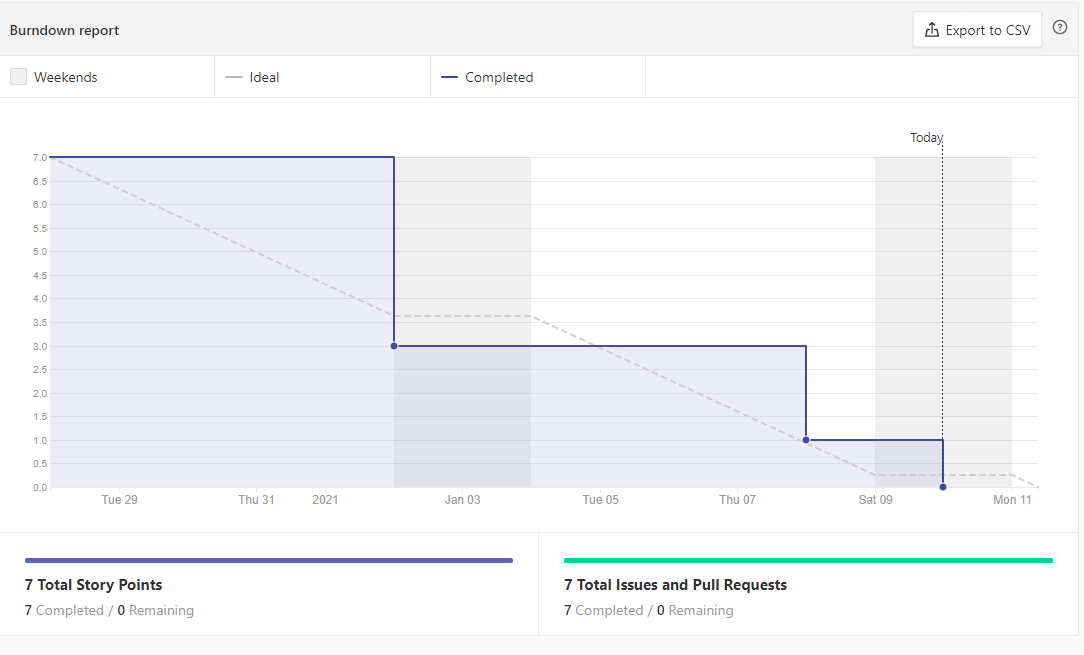 Burndown report
Export to CSV
?
Weekends
Ideal
Completed
Today
7.0
6.5
6.0
5.5
5.0
4.5
4.0
3.5
3.0
2.5
2.0
1.5
1.0
0.5
0.0
Tue 29 Thu 31 2021 Jan 03 Tue 05 Thu 07 Sat 09 Mon 11
7 Total Story Points
7 Completed / 0 Remaining
7 Total Issues and Pull Requests
7 Completed / 0 Remaining